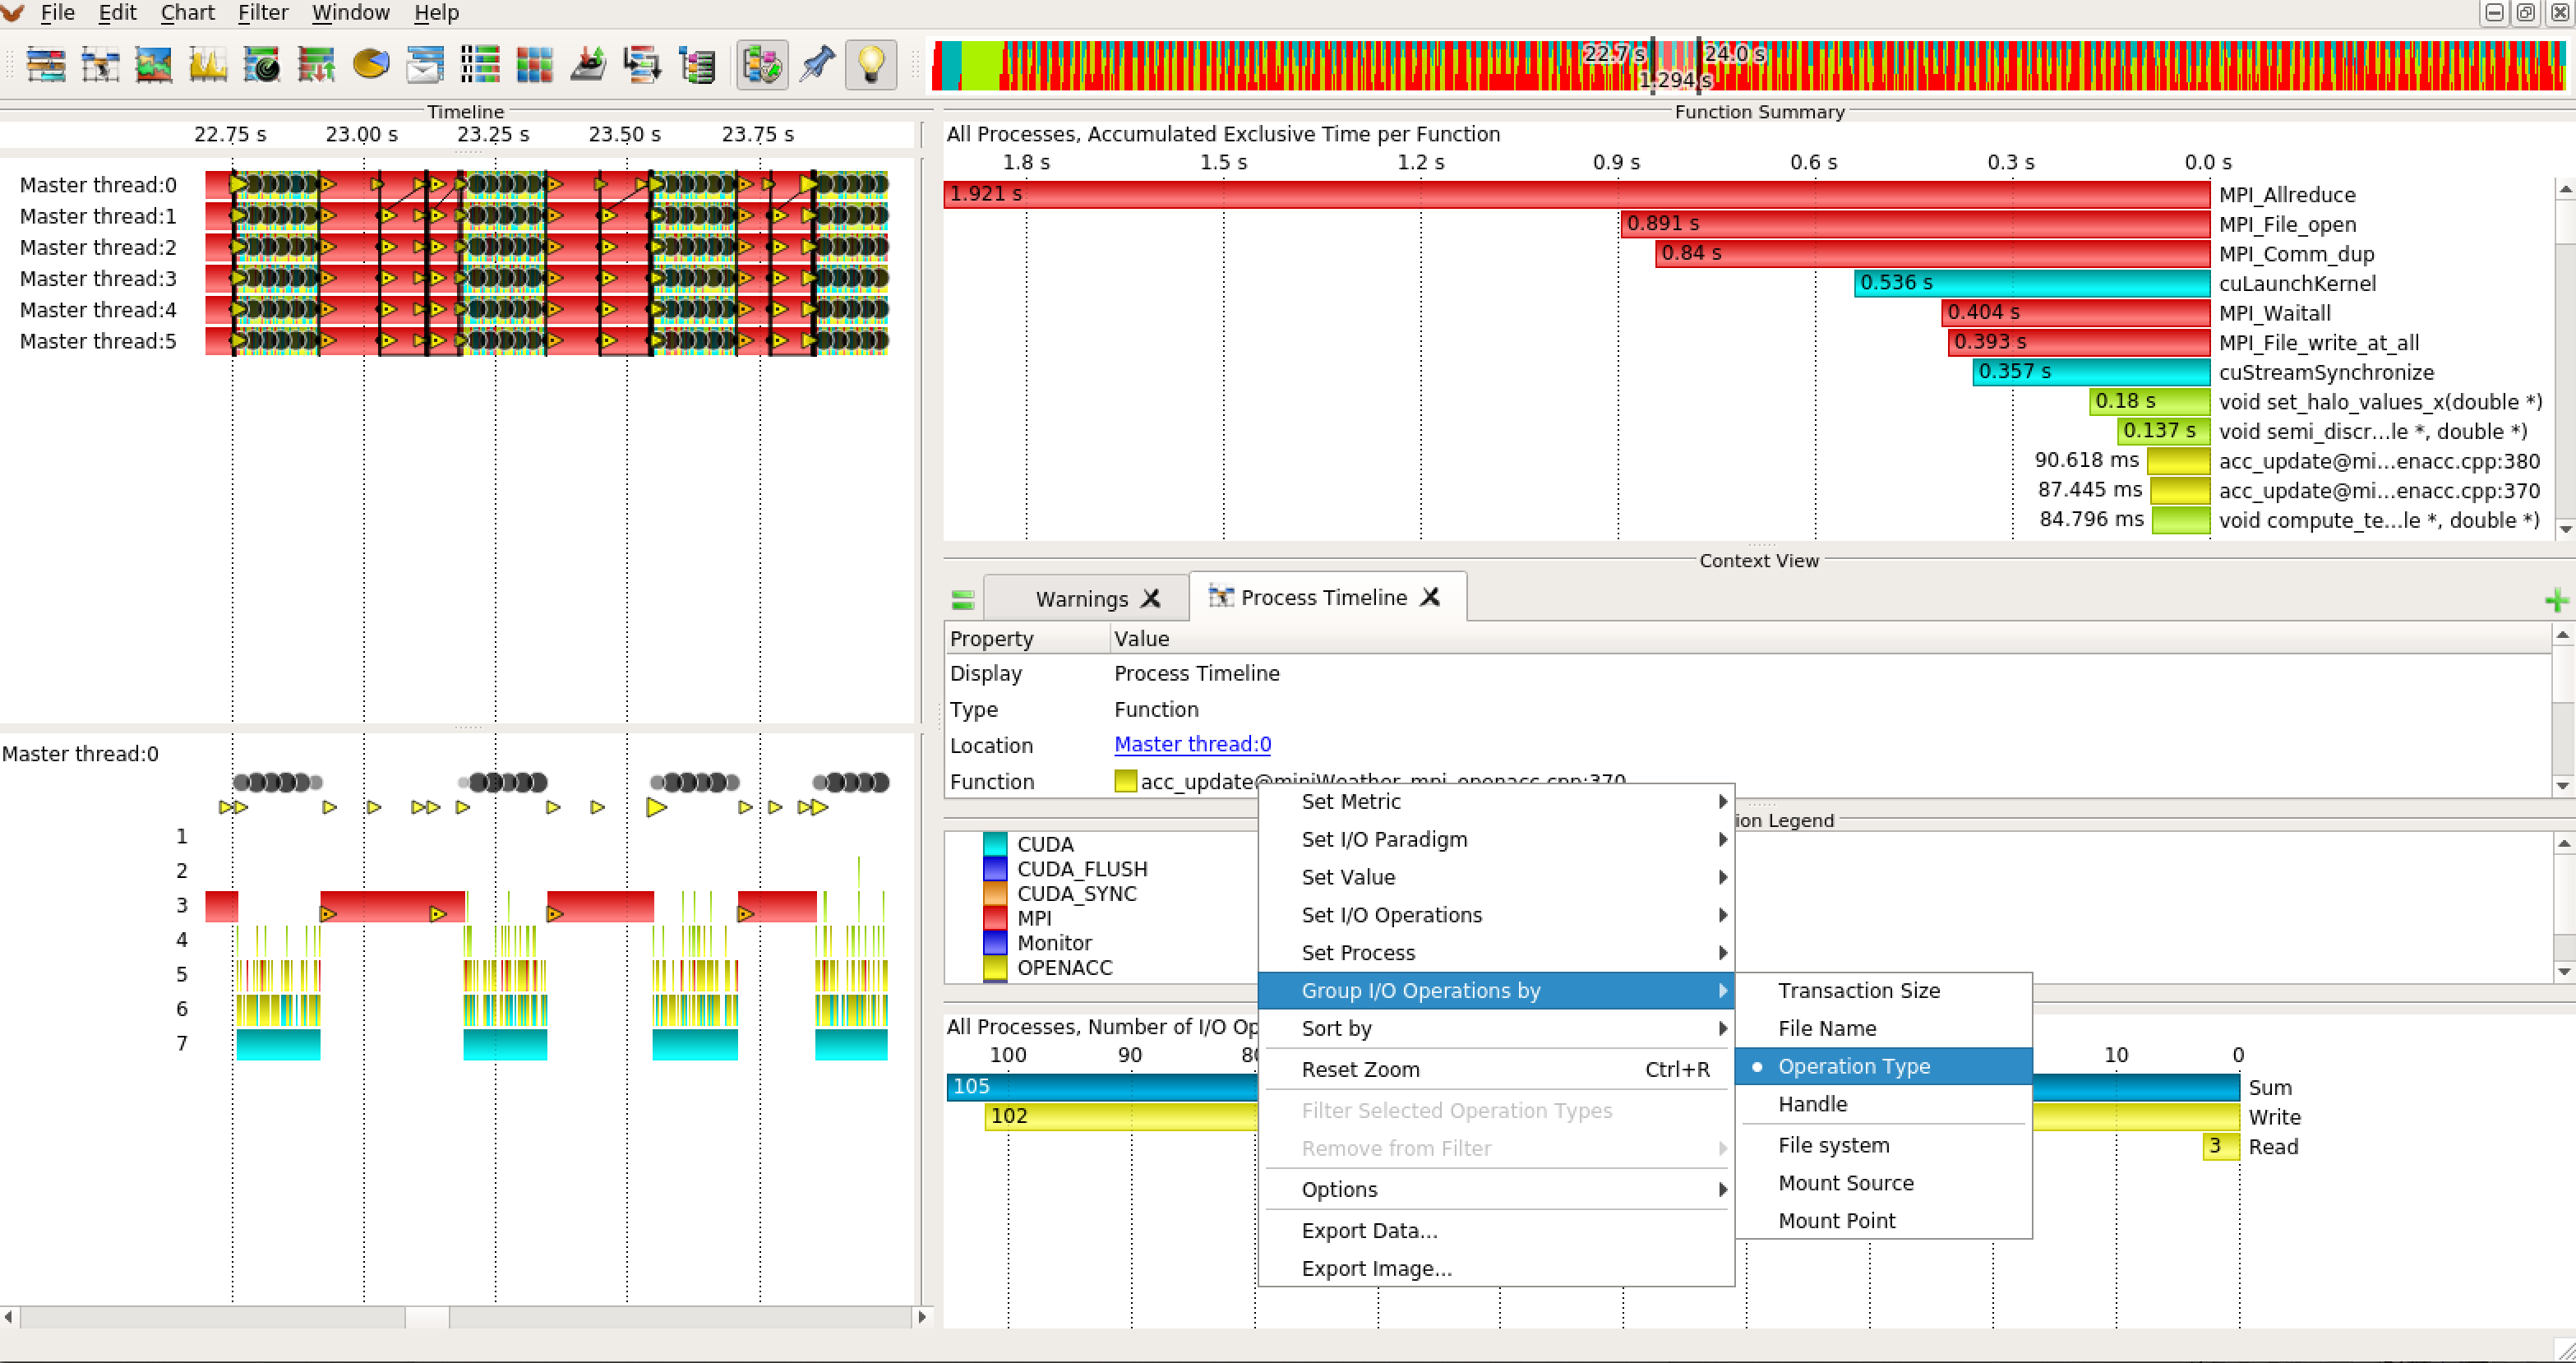 File Edit Chart Filter Window Help
22.7 s 24.0 s
1.294 s
Timeline
22.75 s 23.00 s 23.25 s 23.50 s 23.75 s
Master thread:0
Master thread:1
Master thread:2
Master thread:3
Master thread:4
Master thread:5
Master thread:0
1
2
3
4
5
6
7
Function Summary
All Processes, Accumulated Exclusive Time per Function
1.8 s 1.5 s 1.2 s 0.9 s 0.6 s 0.3 s 0.0 s
1.921 s MPI_Allreduce
0.891 s MPI_File_open
0.84 s MPI_Comm_dup
0.536 s cuLaunchKernel
0.404 s MPI_Waitall
0.393 s MPI_File_write_at_all
0.357 s cuStreamSynchronize
0.18 s void set_halo_values_x(double *)
0.137 s void semi_discr...le *, double *)
90.618 ms acc_update@mi...enacc.cpp:380
87.445 ms acc_update@mi...enacc.cpp:370
84.796 ms void compute_te...le *, double *)
Context View
Warnings Process Timeline
Property Value
Display Process Timeline
Type Function
Location Master thread:0
Function acc_update@miniWeather_mpi_openacc.cpp:370
ion Legend
CUDA
CUDA_FLUSH
CUDA_SYNC
MPI
Monitor
OPENACC
All Processes, Number of I/O Op
100 90 8 10 0
105 Sum
102 Write
3 Read
Set Metric
Set I/O Paradigm
Set Value
Set I/O Operations
Set Process
Group I/O Operations by
Sort by
Reset Zoom Ctrl+R
Filter Selected Operation Types
Remove from Filter
Options
Export Data...
Export Image...
Transaction Size
File Name
Operation Type
Handle
File system
Mount Source
Mount Point